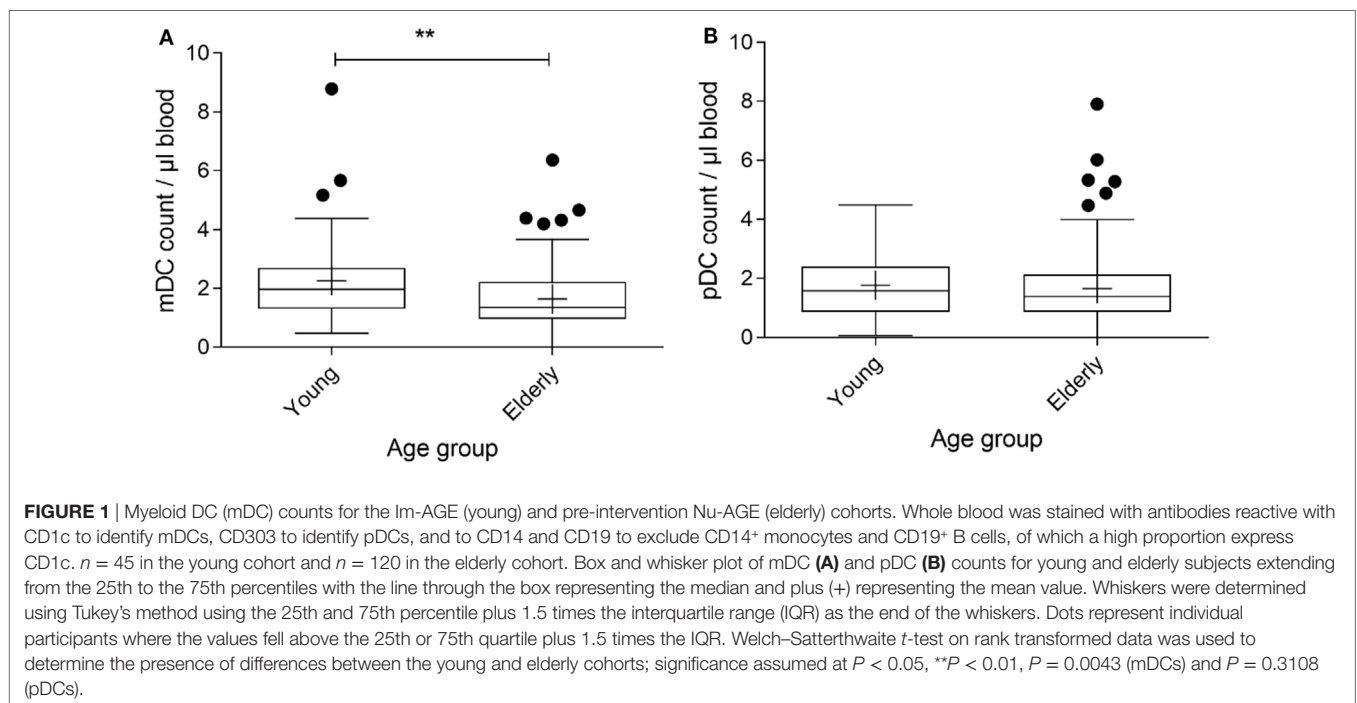 A
**
10
8
6
4
2
0
mDC count / µl blood
Young
Elderly
Age group
B
10
8
6
4
2
0
pDC count / µl blood
Young
Elderly
Age group
FIGURE 1 | Myeloid DC (mDC) counts for the Im-AGE (young) and pre-intervention Nu-AGE (elderly) cohorts. Whole blood was stained with antibodies reactive with
CD1c to identify mDCs, CD303 to identify pDCs, and to CD14 and CD19 to exclude CD14⁺ monocytes and CD19⁺ B cells, of which a high proportion express
CD1c. n = 45 in the young cohort and n = 120 in the elderly cohort. Box and whisker plot of mDC (A) and pDC (B) counts for young and elderly subjects extending
from the 25th to the 75th percentiles with the line through the box representing the median and plus (+) representing the mean value. Whiskers were determined
using Tukey's method using the 25th and 75th percentile plus 1.5 times the interquartile range (IQR) as the end of the whiskers. Dots represent individual
participants where the values fell above the 25th or 75th quartile plus 1.5 times the IQR. Welch–Satterthwaite t-test on rank transformed data was used to
determine the presence of differences between the young and elderly cohorts; significance assumed at P < 0.05, **P < 0.01, P = 0.0043 (mDCs) and P = 0.3108
(pDCs).